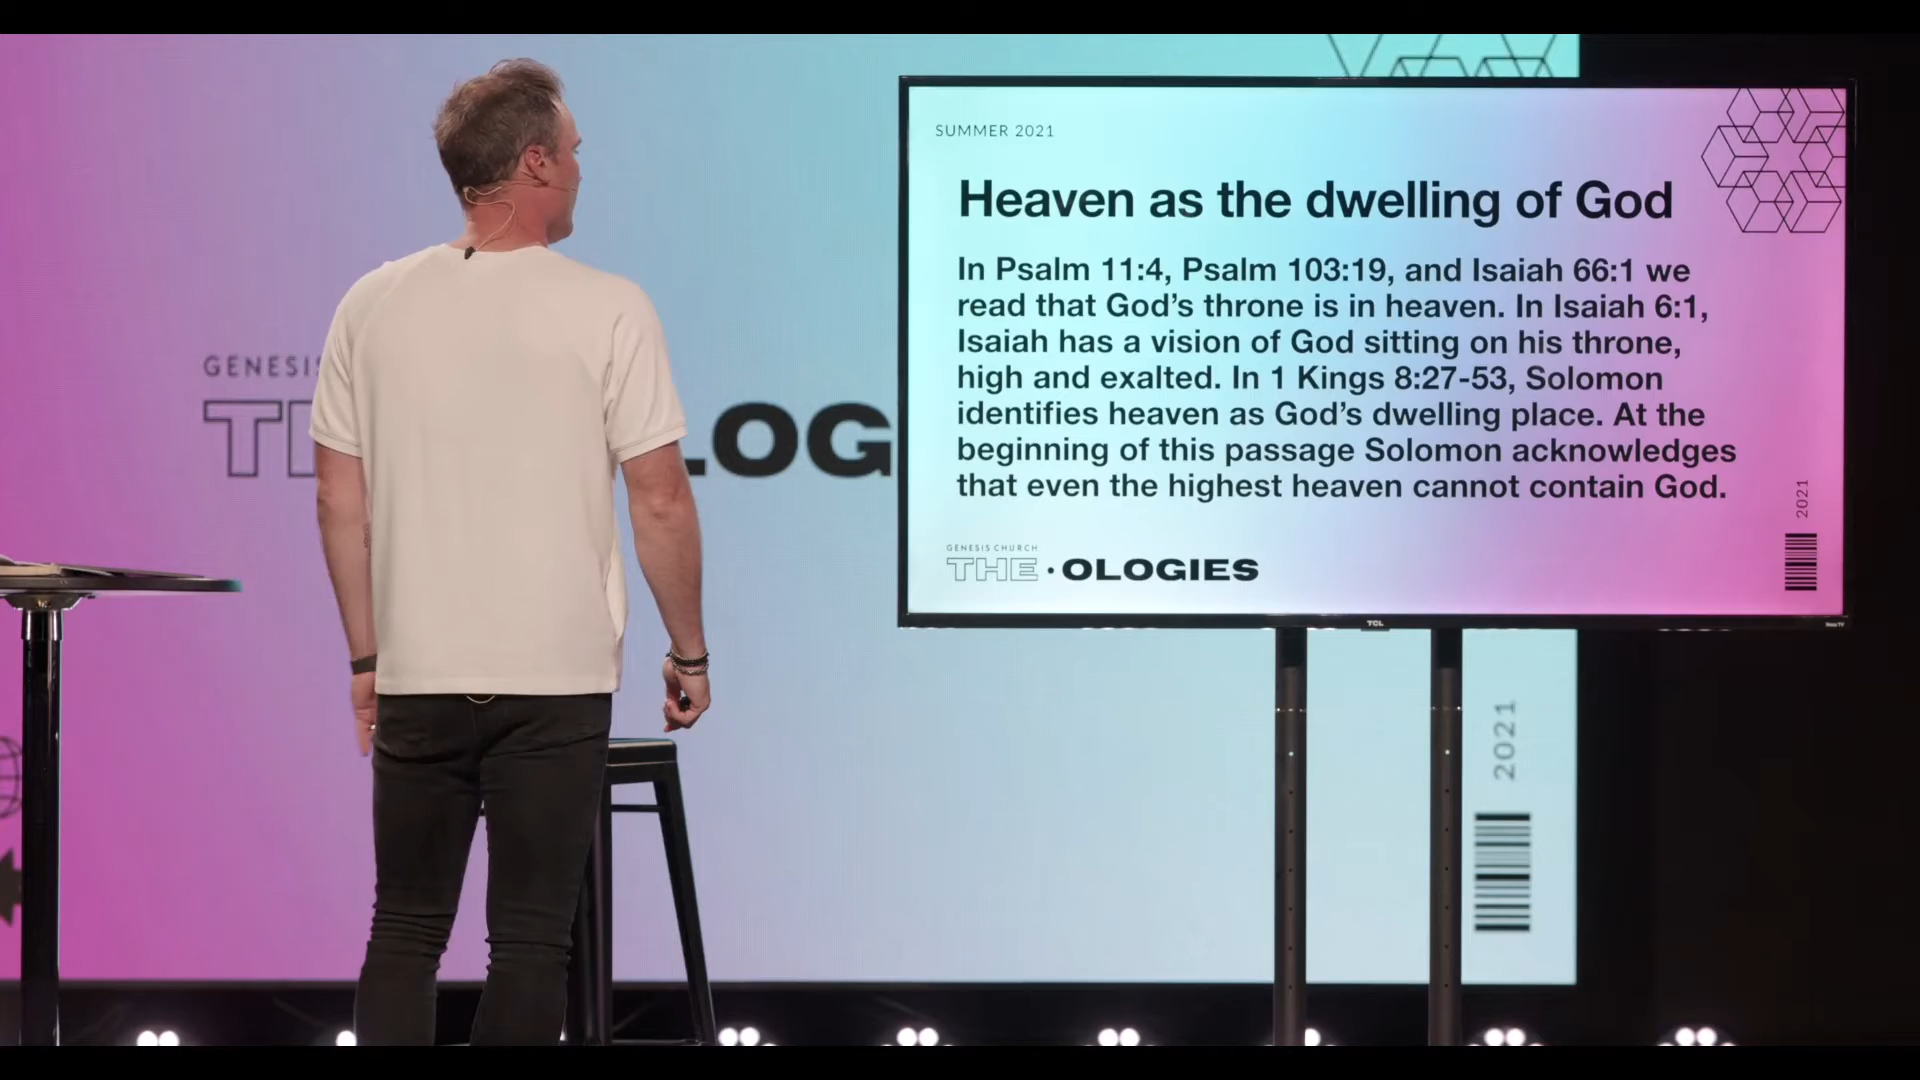 SUMMER 2021
Heaven as the dwelling of God
In Psalm 11:4, Psalm 103:19, and Isaiah 66:1 we
read that God's throne is in heaven. In Isaiah 6:1,
Isaiah has a vision of God sitting on his throne,
high and exalted. In 1 Kings 8:27-53, Solomon
identifies heaven as God's dwelling place. At the
beginning of this passage Solomon acknowledges
that even the highest heaven cannot contain God.
2021
GENESIS CHURCH
THE·OLOGIES
TCL
GENESIS
TH LOG
2021